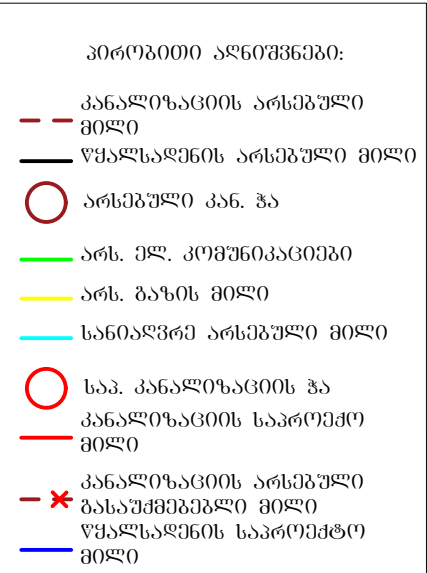 პირობითი აღნიშვნები:
კანალიზაციის არსებული
მილი
წყალსადენის არსებული მილი
არსებული კან. ჭა
არს. ელ. კომუნიკაციები
არს. გაზის მილი
სანიაღვრე არსებული მილი
საპ. კანალიზაციის ჭა
კანალიზაციის საპროექო
მილი
კანალიზაციის არსებული
გასაუქმებებლი მილი
წყალსადენის საპროექტო
მილი